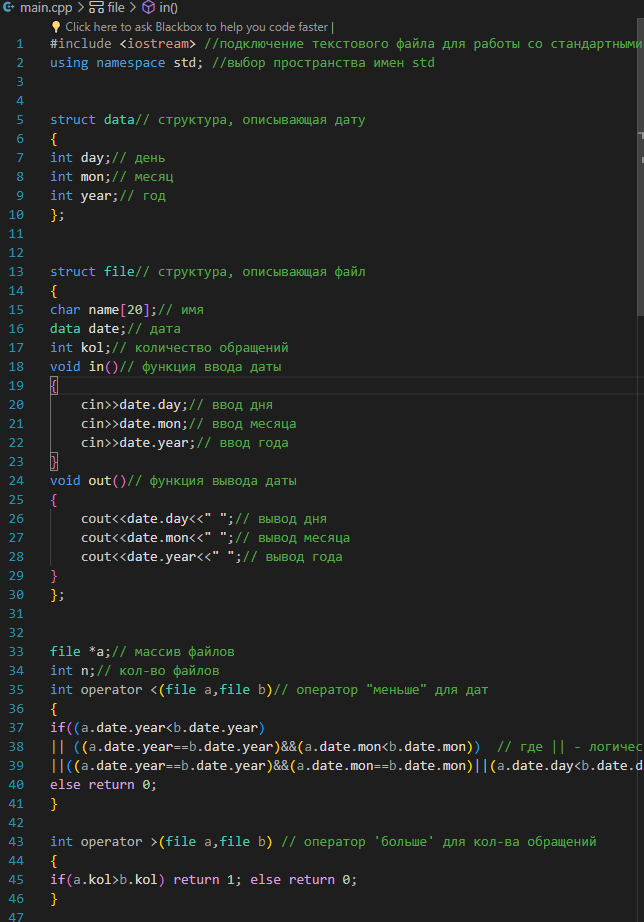 main.cpp > file > in()
Click here to ask Blackbox to help you code faster |
1 #include <iostream> //подключение текстового файла для работы со стандартными
2 using namespace std; //выбор пространства имен std
3
4
5 struct data// структура, описывающая дату
6 {
7 int day;// день
8 int mon;// месяц
9 int year;// год
10 };
11
12
13 struct file// структура, описывающая файл
14 {
15 char name[20];// имя
16 data date;// дата
17 int kol;// количество обращений
18 void in()// функция ввода даты
19 {
20 cin>>date.day;// ввод дня
21 cin>>date.mon;// ввод месяца
22 cin>>date.year;// ввод года
23 }
24 void out()// функция вывода даты
25 {
26 cout<<date.day<<" ";// вывод дня
27 cout<<date.mon<<" ";// вывод месяца
28 cout<<date.year<<" ";// вывод года
29 }
30 };
31
32
33 file *a;// массив файлов
34 int n;// кол-во файлов
35 int operator <(file a,file b)// оператор "меньше" для дат
36 {
37 if((a.date.year<b.date.year)
38 || ((a.date.year==b.date.year)&&(a.date.mon<b.date.mon)) // где || - логичес
39 ||((a.date.year==b.date.year)&&(a.date.mon==b.date.mon)||(a.date.day<b.date.d
40 else return 0;
41 }
42
43 int operator >(file a,file b) // оператор 'больше' для кол-ва обращений
44 {
45 if(a.kol>b.kol) return 1; else return 0;
46 }
47